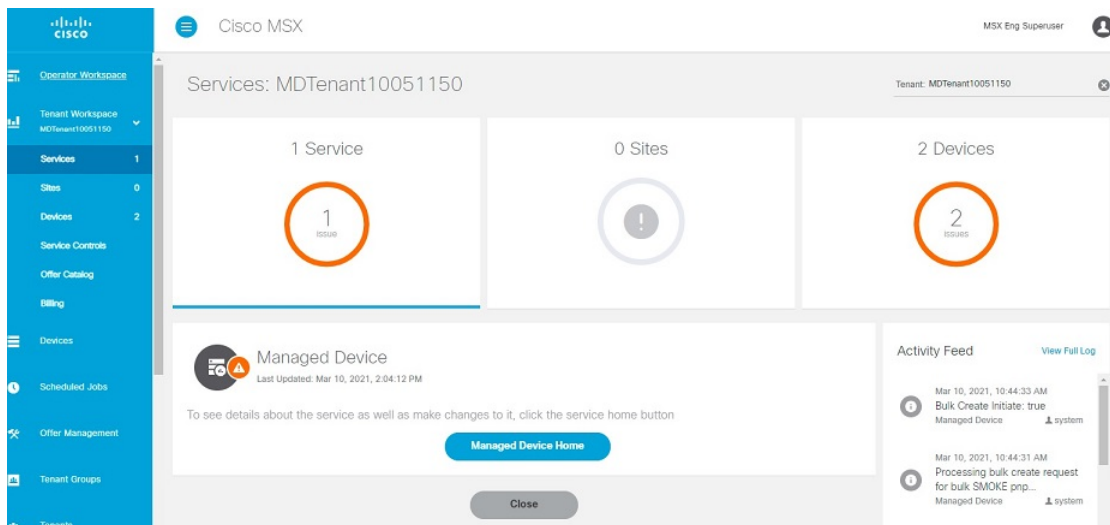 CISCO
Cisco MSX
MSX Eng Superuser
Operator Workspace
Tenant Workspace
MDTenant10051150
Services 1
Sites 0
Devices 2
Service Controls
Offer Catalog
Billing
Devices
Scheduled Jobs
Offer Management
Tenant Groups
Tenants
Services: MDTenant10051150
Tenant: MDTenant10051150
1 Service
1
issue
0 Sites
!
2 Devices
2
issues
Managed Device
Last Updated: Mar 10, 2021, 2:04:12 PM
To see details about the service as well as make changes to it, click the service home button
Managed Device Home
Close
Activity Feed
View Full Log
Mar 10, 2021, 10:44:33 AM
Bulk Create Initiate: true
Managed Device system
Mar 10, 2021, 10:44:31 AM
Processing bulk create request
for bulk SMOKE pnp...
Managed Device system